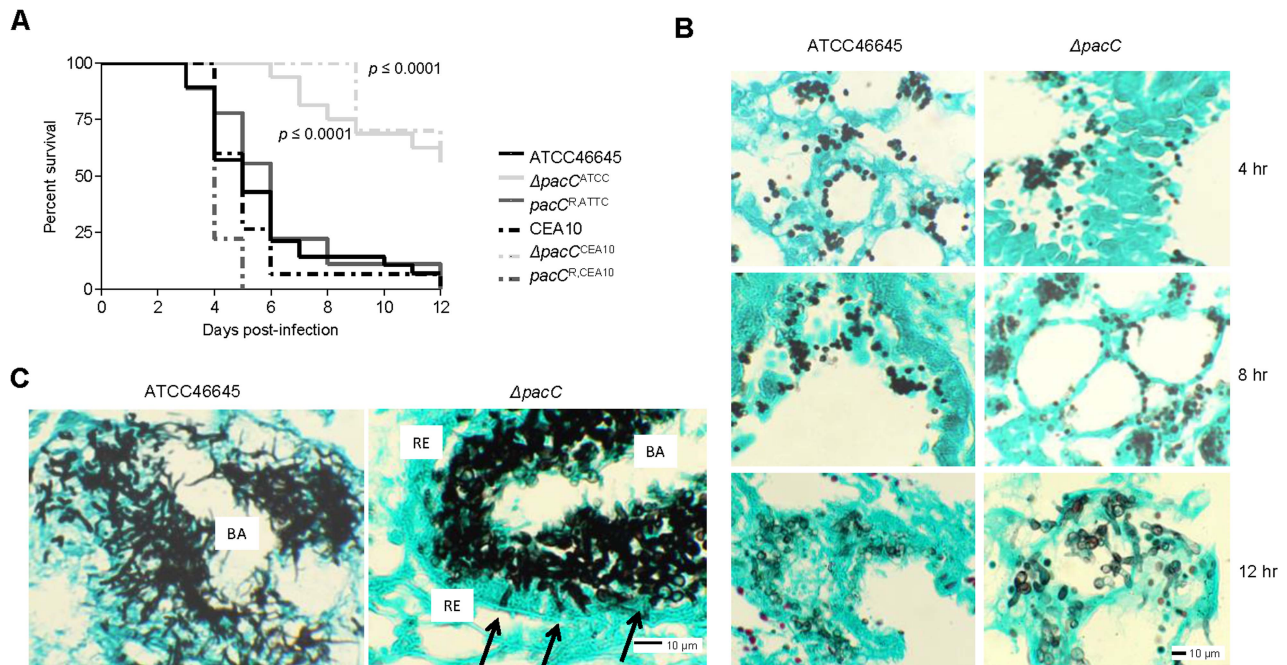 A
100
75
50
25
0
Percent survival
0 2 4 6 8 10 12
Days post-infection
p ≤ 0.0001
p ≤ 0.0001
ATCC46645
ΔpacC^ATCC
pacC^R,ATTC
CEA10
ΔpacC^CEA10
pacC^R,CEA10
B
ATCC46645 ΔpacC
4 hr
8 hr
12 hr
10 µm
C
ATCC46645 ΔpacC
BA
RE
BA
RE
10 µm